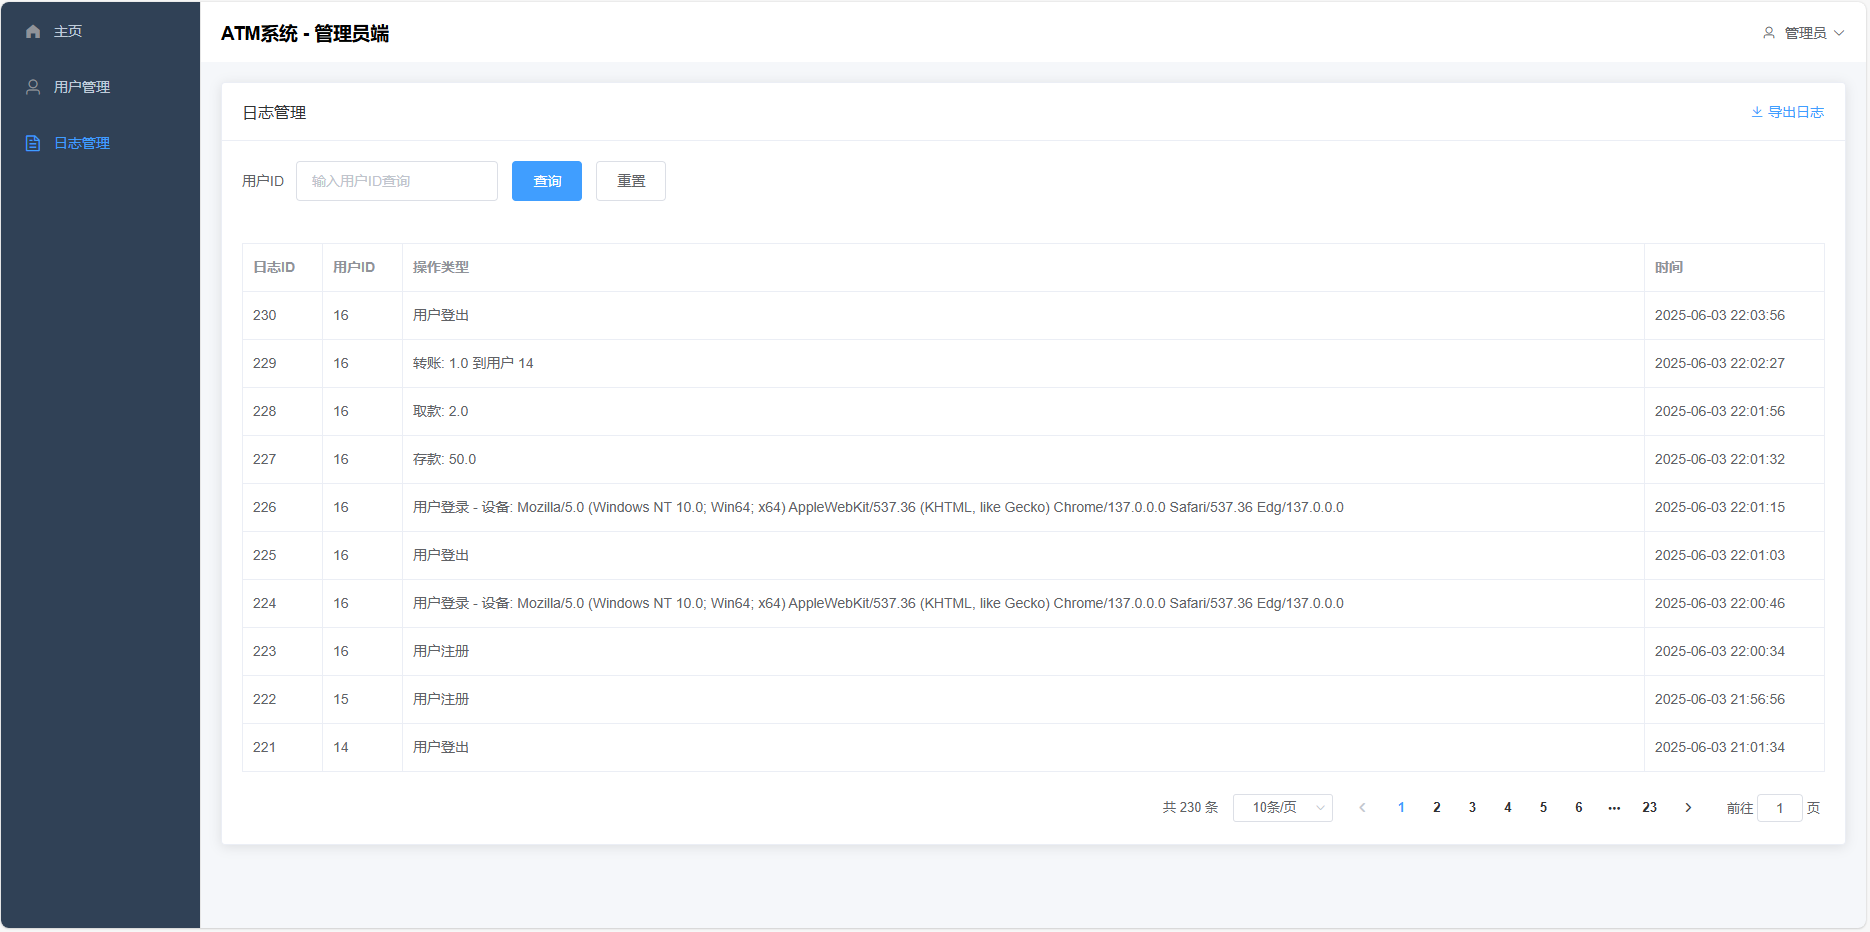 主页
用户管理
日志管理
ATM系统 - 管理员端
管理员
日志管理
导出日志
用户ID 输入用户ID查询 查询 重置
日志ID 用户ID 操作类型 时间
230 16 用户登出 2025-06-03 22:03:56
229 16 转账: 1.0 到用户 14 2025-06-03 22:02:27
228 16 取款: 2.0 2025-06-03 22:01:56
227 16 存款: 50.0 2025-06-03 22:01:32
226 16 用户登录 - 设备: Mozilla/5.0 (Windows NT 10.0; Win64; x64) AppleWebKit/537.36 (KHTML, like Gecko) Chrome/137.0.0.0 Safari/537.36 Edg/137.0.0.0 2025-06-03 22:01:15
225 16 用户登出 2025-06-03 22:01:03
224 16 用户登录 - 设备: Mozilla/5.0 (Windows NT 10.0; Win64; x64) AppleWebKit/537.36 (KHTML, like Gecko) Chrome/137.0.0.0 Safari/537.36 Edg/137.0.0.0 2025-06-03 22:00:46
223 16 用户注册 2025-06-03 22:00:34
222 15 用户注册 2025-06-03 21:56:56
221 14 用户登出 2025-06-03 21:01:34
共 230 条 10条/页 1 2 3 4 5 6 ••• 23 前往 1 页